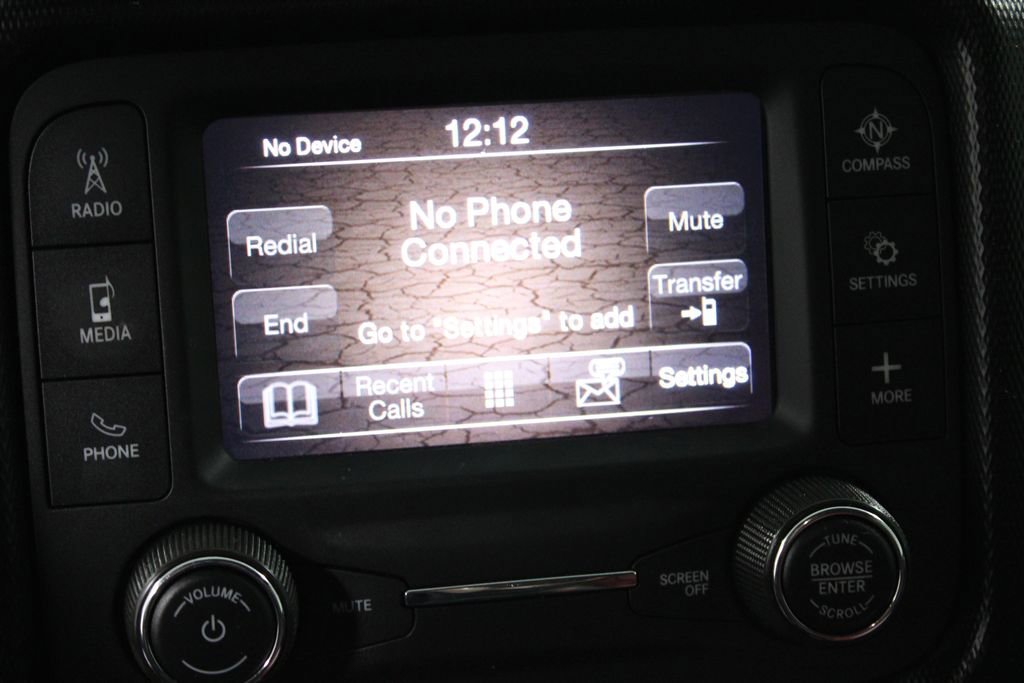 RADIO
MEDIA
PHONE
No Device
12:12
No Phone
Connected
Go to "Settings" to add
Redial
End
Mute
Transfer
Recent
Calls
Settings
N
COMPASS
SETTINGS
MORE
VOLUME
MUTE
SCREEN
OFF
TUNE
BROWSE
ENTER
SCROLL